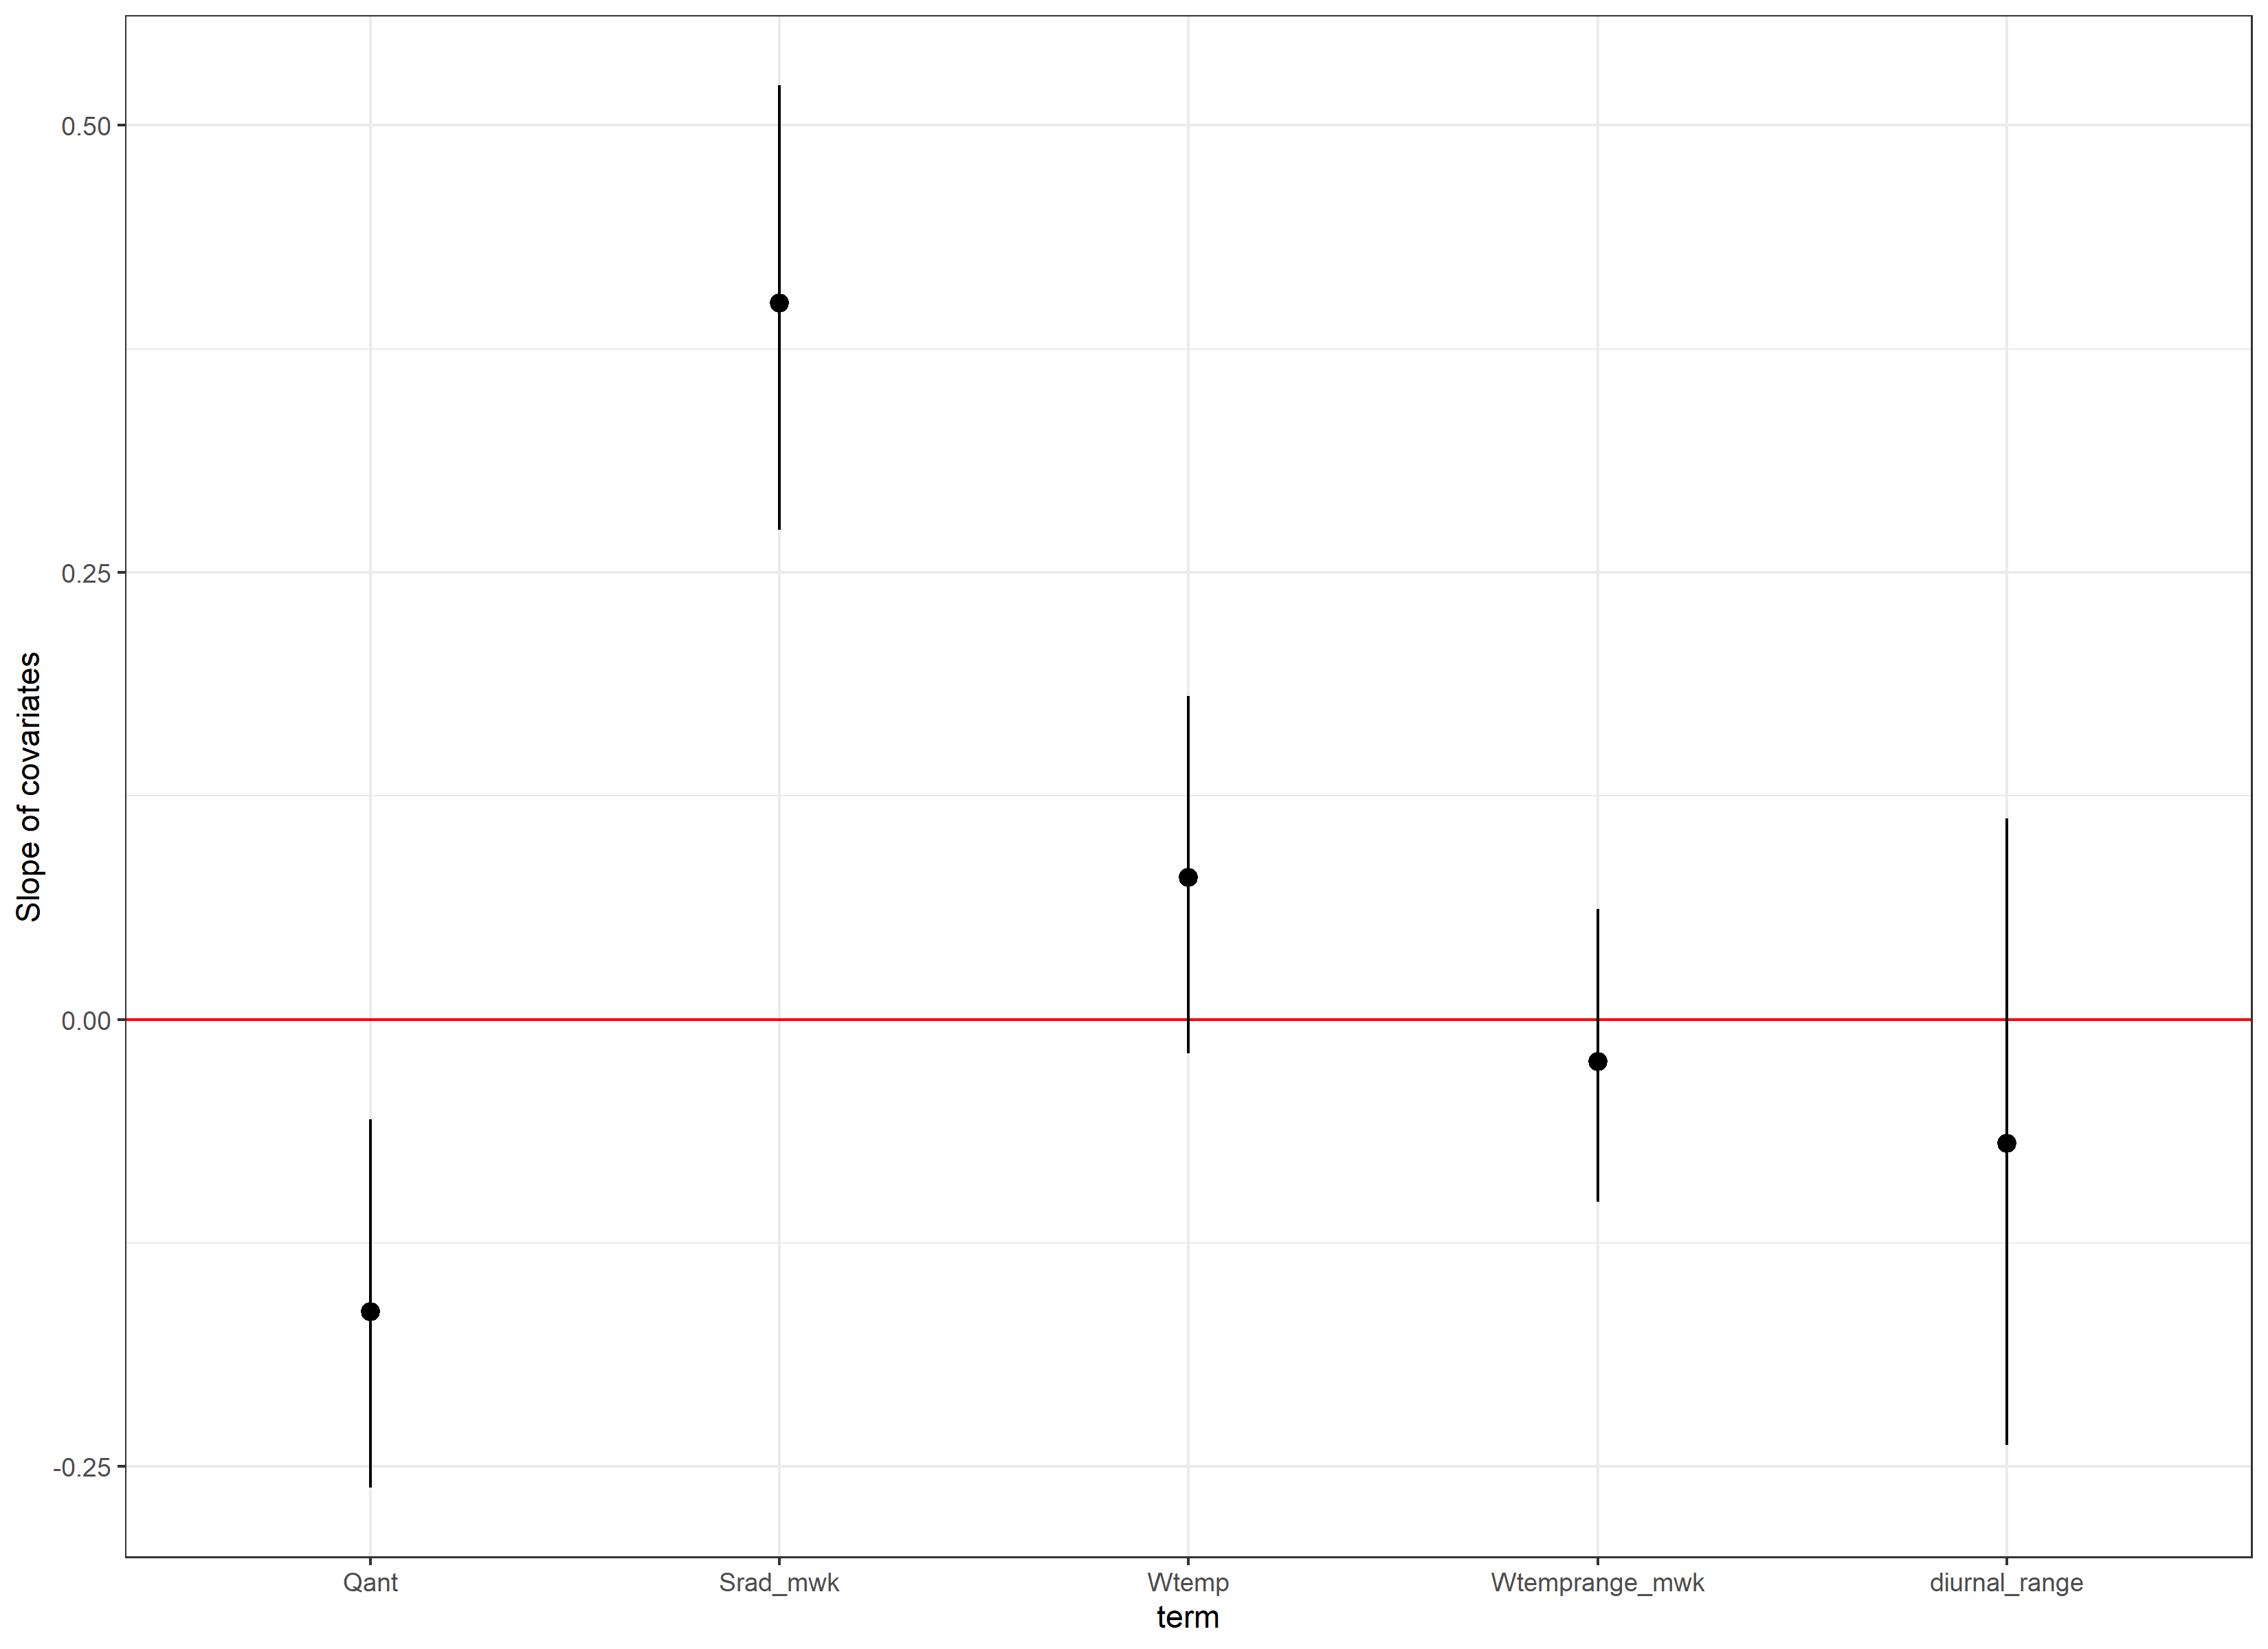 Slope of covariates
0.50
0.25
0.00
-0.25
Qant Srad_mwk Wtemp Wtemprange_mwk diurnal_range
term